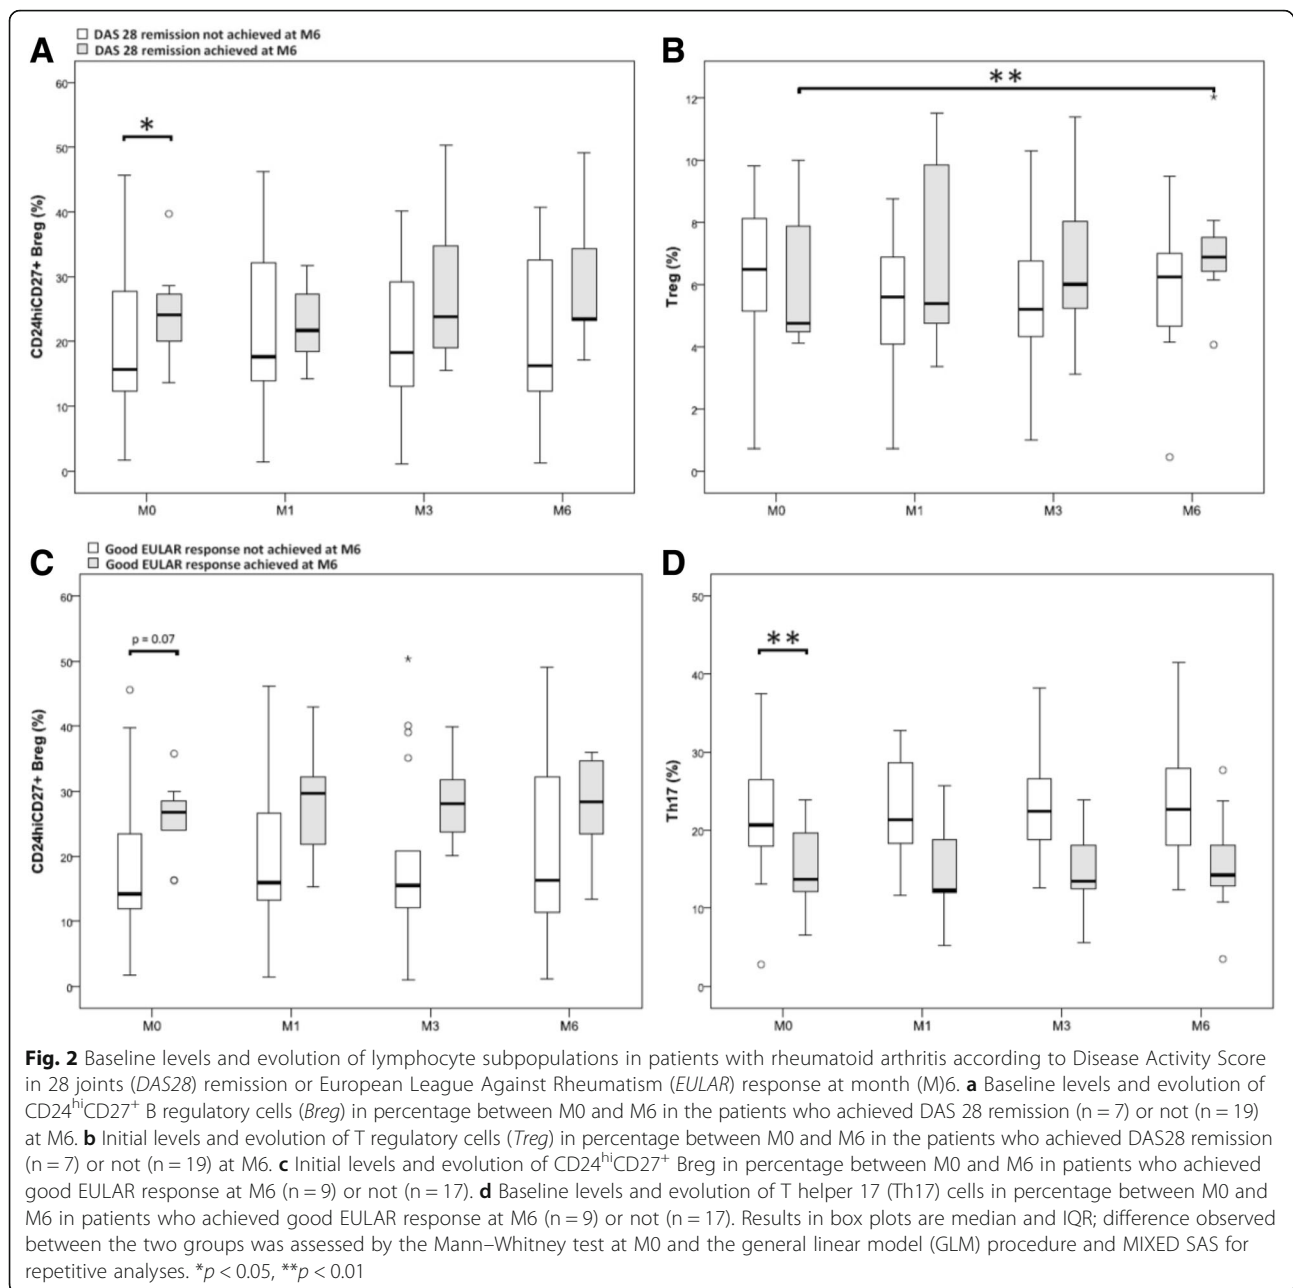 A
DAS 28 remission not achieved at M6
DAS 28 remission achieved at M6
CD24hiCD27+ Breg (%)
60
50
40
30
20
10
0
*
M0 M1 M3 M6
B
Treg (%)
12
10
8
6
4
2
0
**
*
M0 M1 M3 M6
C
Good EULAR response not achieved at M6
Good EULAR response achieved at M6
CD24hiCD27+ Breg (%)
60
50
40
30
20
10
0
p = 0.07
*
M0 M1 M3 M6
D
Th17 (%)
50
40
30
20
10
0
**
M0 M1 M3 M6
Fig. 2 Baseline levels and evolution of lymphocyte subpopulations in patients with rheumatoid arthritis according to Disease Activity Score
in 28 joints (DAS28) remission or European League Against Rheumatism (EULAR) response at month (M)6. a Baseline levels and evolution of
CD24hiCD27+ B regulatory cells (Breg) in percentage between M0 and M6 in the patients who achieved DAS 28 remission (n = 7) or not (n = 19)
at M6. b Initial levels and evolution of T regulatory cells (Treg) in percentage between M0 and M6 in the patients who achieved DAS28 remission
(n = 7) or not (n = 19) at M6. c Initial levels and evolution of CD24hiCD27+ Breg in percentage between M0 and M6 in patients who achieved
good EULAR response at M6 (n = 9) or not (n = 17). d Baseline levels and evolution of T helper 17 (Th17) cells in percentage between M0 and
M6 in patients who achieved good EULAR response at M6 (n = 9) or not (n = 17). Results in box plots are median and IQR; difference observed
between the two groups was assessed by the Mann–Whitney test at M0 and the general linear model (GLM) procedure and MIXED SAS for
repetitive analyses. *p < 0.05, **p < 0.01